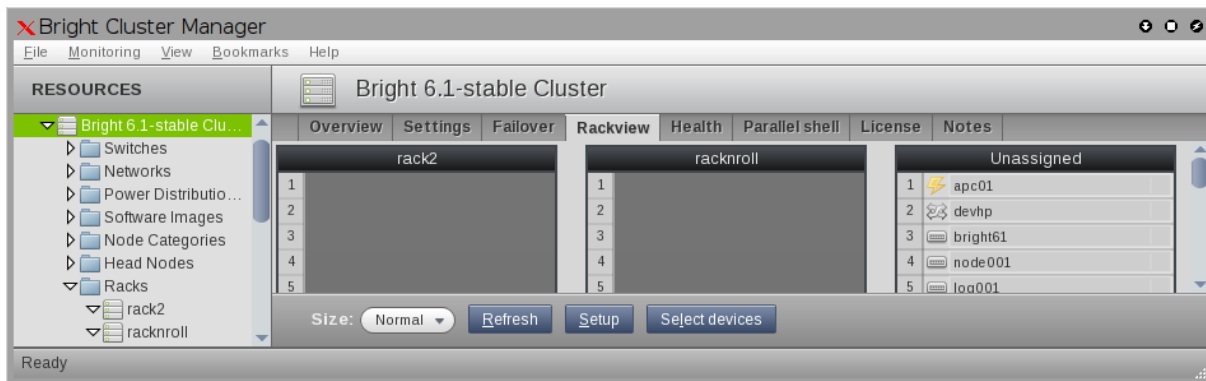 Bright Cluster Manager
File Monitoring View Bookmarks Help
RESOURCES
Bright 6.1-stable Clu...
Switches
Networks
Power Distributio...
Software Images
Node Categories
Head Nodes
Racks
rack2
racknroll
Bright 6.1-stable Cluster
Overview Settings Failover Rackview Health Parallel shell License Notes
rack2
1
2
3
4
5
racknroll
1
2
3
4
5
Unassigned
1 apc01
2 devhp
3 bright61
4 node001
5 log001
Size: Normal Refresh Setup Select devices
Ready